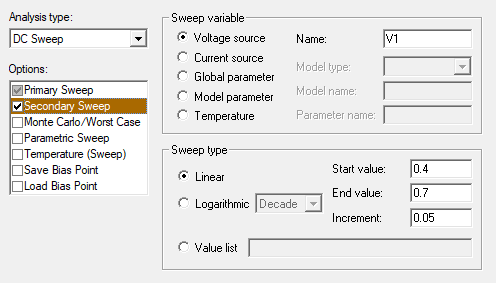 Analysis type:
DC Sweep
Options:
Primary Sweep
Secondary Sweep
Monte Carlo/Worst Case
Parametric Sweep
Temperature (Sweep)
Save Bias Point
Load Bias Point
Sweep variable
Voltage source
Name: V1
Current source
Model type:
Global parameter
Model name:
Model parameter
Parameter name:
Temperature
Sweep type
Linear
Start value: 0.4
End value: 0.7
Logarithmic Decade
Increment: 0.05
Value list